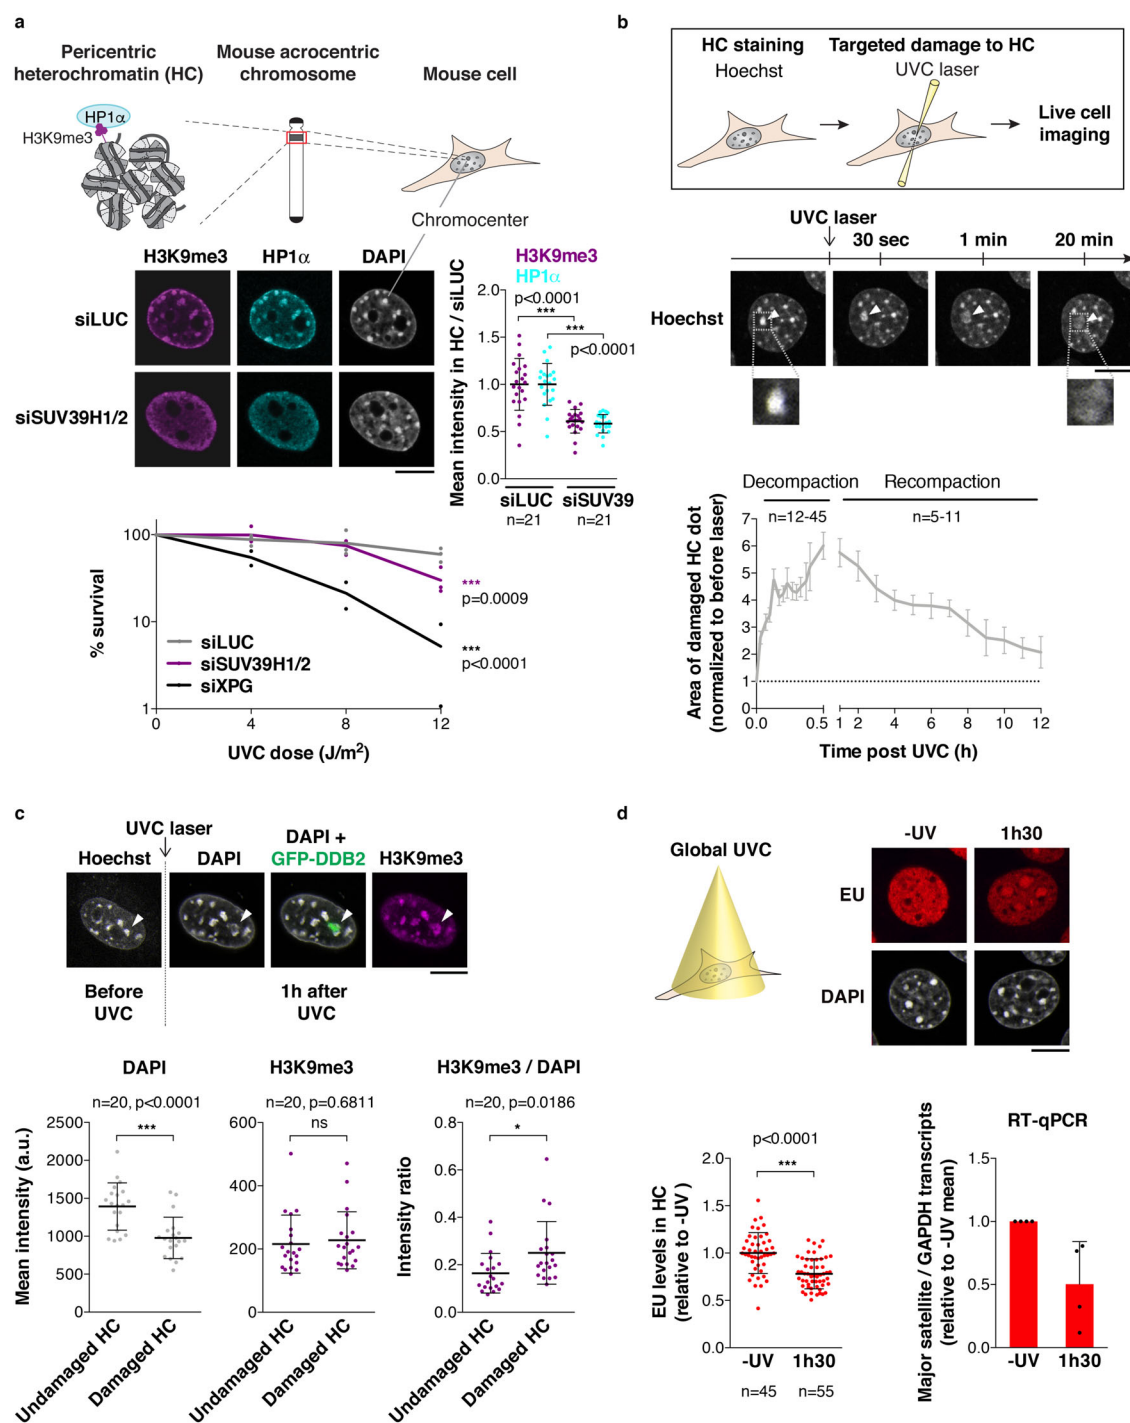 a
Pericentric
heterochromatin (HC)
Mouse acrocentric
chromosome
Mouse cell
HP1α
H3K9me3
Chromocenter
H3K9me3
HP1α
DAPI
siLUC
siSUV39H1/2
H3K9me3
HP1α
Mean intensity in HC / siLUC
2.0
1.5
1.0
0.5
0.0
p<0.0001
***
***
p<0.0001
siLUC
siSUV39
n=21
n=21
% survival
100
10
1
siLUC
siSUV39H1/2
siXPG
***
p=0.0009
***
p<0.0001
0
4
8
12
UVC dose (J/m²)
b
HC staining
Hoechst
Targeted damage to HC
UVC laser
Live cell
imaging
UVC laser
30 sec
1 min
20 min
Hoechst
Decompaction
Recompaction
n=12-45
n=5-11
Area of damaged HC dot
(normalized to before laser)
7
6
5
4
3
2
1
0
0.0
0.5
1
2
4
6
8
10
12
Time post UVC (h)
c
UVC laser
Hoechst
DAPI
DAPI +
GFP-DDB2
H3K9me3
Before
UVC
1h after
UVC
DAPI
n=20, p<0.0001
***
Mean intensity (a.u.)
2500
2000
1500
1000
500
0
Undamaged HC
Damaged HC
H3K9me3
n=20, p=0.6811
ns
600
400
200
0
Undamaged HC
Damaged HC
H3K9me3 / DAPI
n=20, p=0.0186
*
Intensity ratio
0.8
0.6
0.4
0.2
0.0
Undamaged HC
Damaged HC
d
Global UVC
-UV
1h30
EU
DAPI
p<0.0001
***
EU levels in HC
(relative to -UV )
2.0
1.5
1.0
0.5
0.0
-UV
1h30
n=45
n=55
RT-qPCR
Major satellite / GAPDH transcripts
(relative to -UV mean)
1.5
1.0
0.5
0.0
-UV
1h30